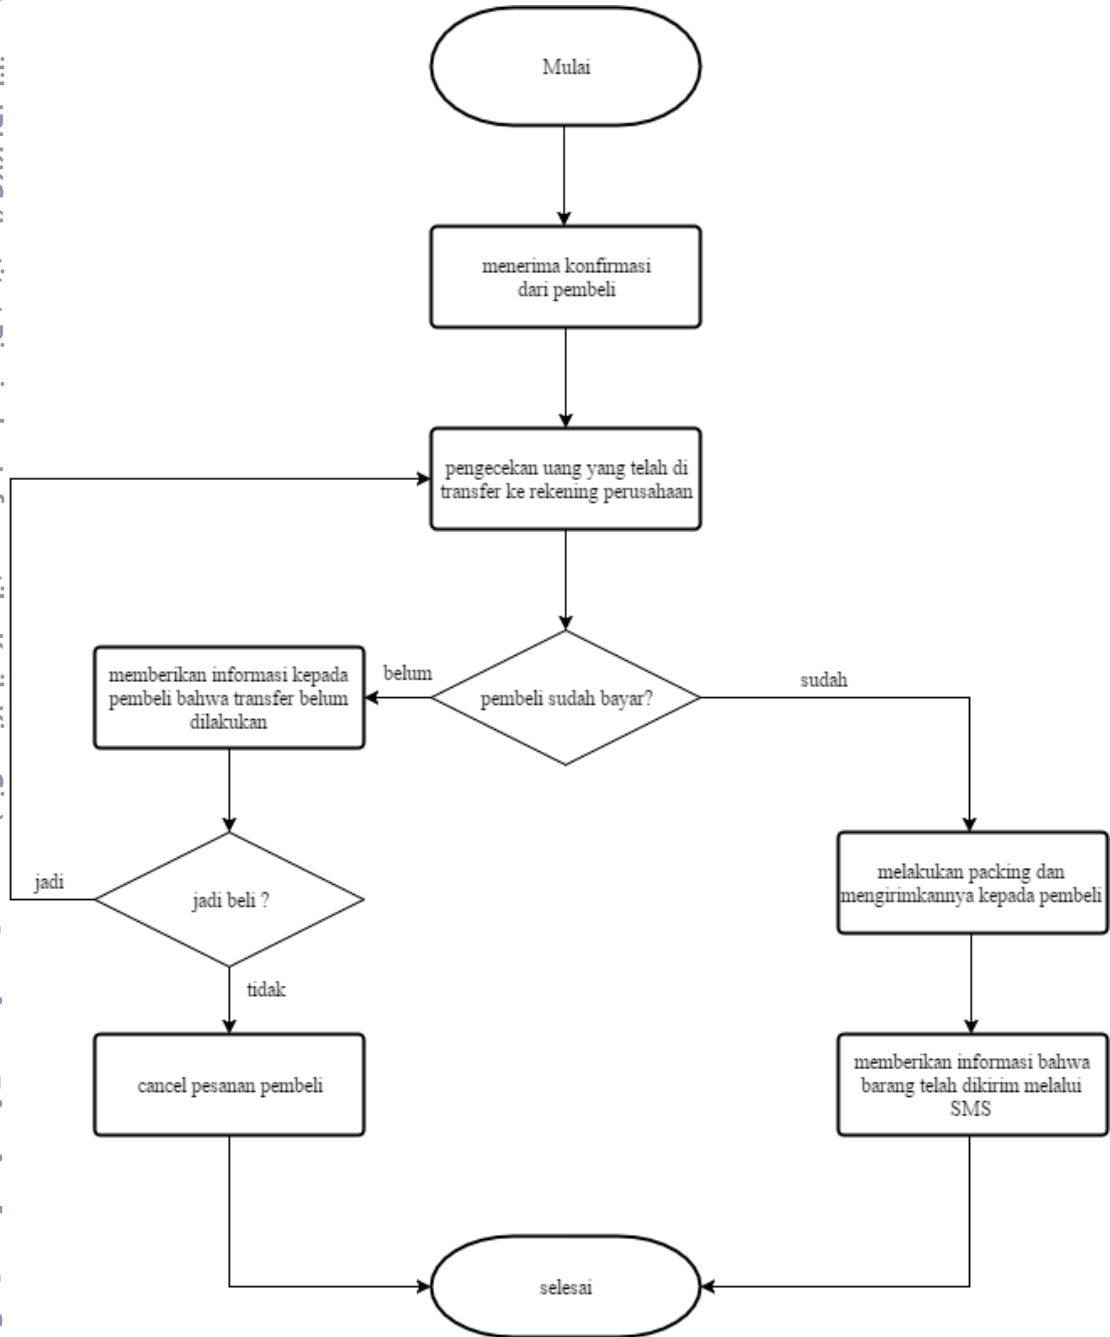 Mulai
menerima konfirmasi
dari pembeli
pengecekan uang yang telah di
transfer ke rekening perusahaan
pembeli sudah bayar?
belum
sudah
memberikan informasi kepada
pembeli bahwa transfer belum
dilakukan
jadi beli ?
jadi
tidak
melakukan packing dan
mengirimkannya kepada pembeli
cancel pesanan pembeli
memberikan informasi bahwa
barang telah dikirim melalui
SMS
selesai